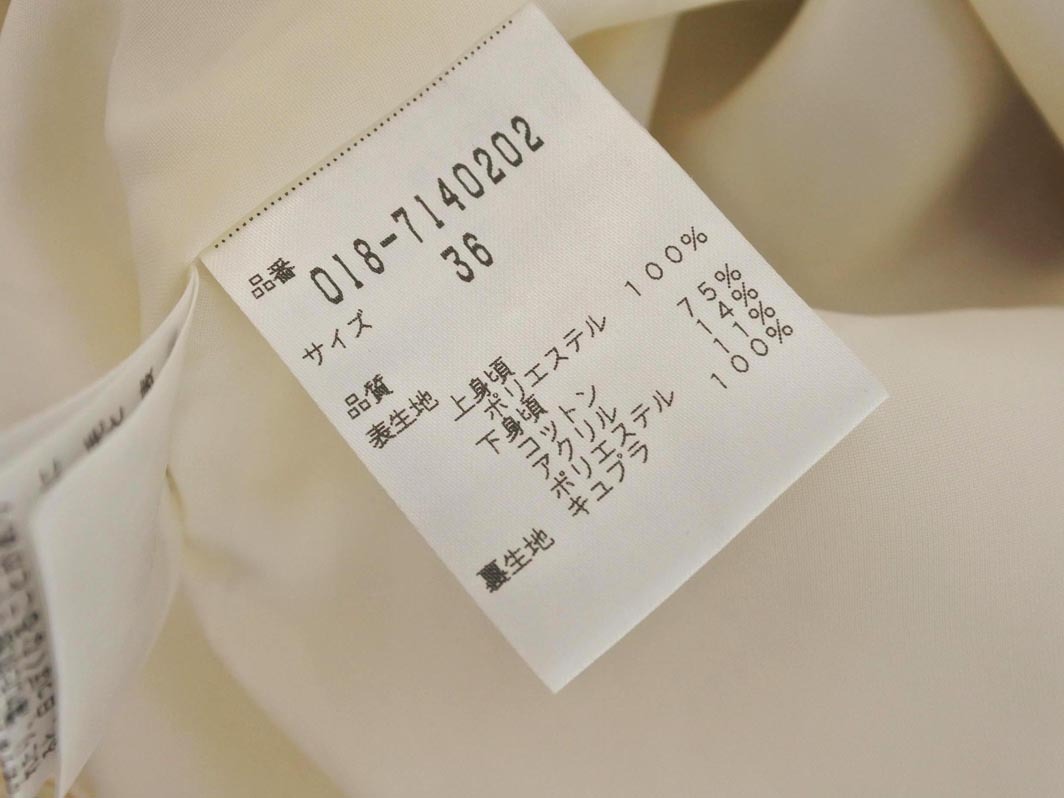 品番 018-7140202
サイズ 36
品質
表生地 上身頃
ポリエステル 100%
下身頃
コットン 75%
アクリル 14%
ポリエステル 11%
裏生地 キュプラ 100%